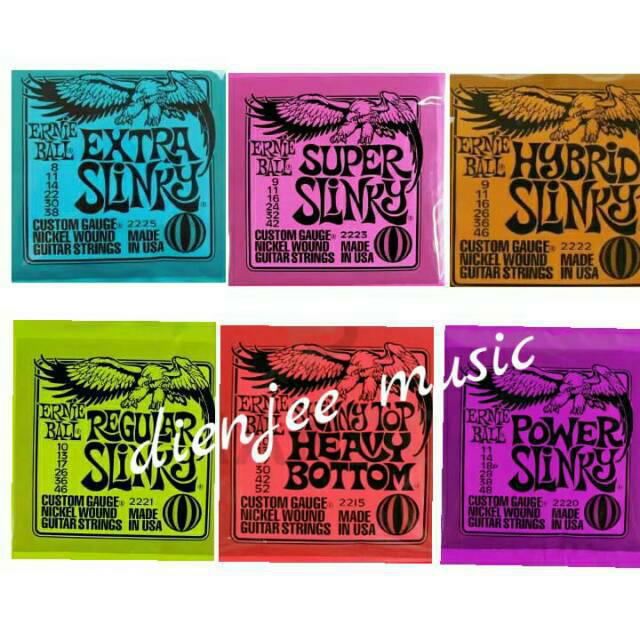 ERNIE BALL
EXTRA
SLINKY
8
11
14
22
30
38
CUSTOM GAUGE® 2225
NICKEL WOUND MADE
GUITAR STRINGS IN USA
ERNIE BALL
SUPER
SLINKY
9
11
16
24
32
42
CUSTOM GAUGE® 2223
NICKEL WOUND MADE
GUITAR STRINGS IN USA
ERNIE BALL
HYBRID
SLINKY
9
11
16
26
36
46
CUSTOM GAUGE® 2222
NICKEL WOUND MADE
GUITAR STRINGS IN USA
dienjee music
ERNIE BALL
REGULAR
SLINKY
10
13
17
26
36
46
CUSTOM GAUGE® 2221
NICKEL WOUND MADE
GUITAR STRINGS IN USA
ERNIE BALL
TOP
HEAVY
BOTTOM
30
42
52
CUSTOM GAUGE® 2215
NICKEL WOUND MADE
GUITAR STRINGS IN USA
ERNIE BALL
POWER
SLINKY
11
14
18P
28
38
48
CUSTOM GAUGE® 2220
NICKEL WOUND MADE
GUITAR STRINGS IN USA